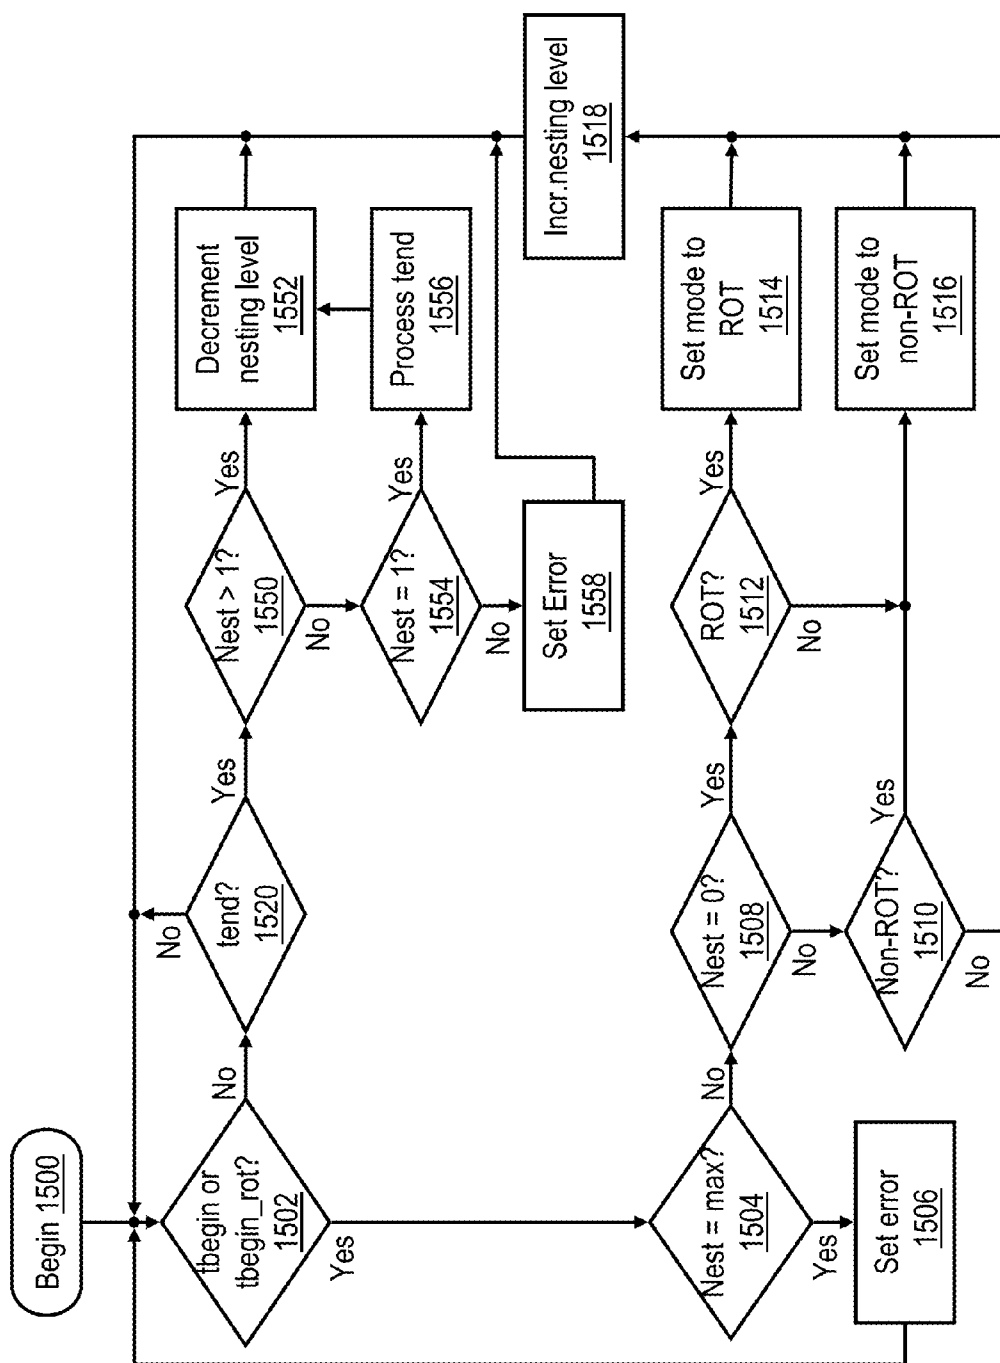 Begin 1500
tbegin or
tbegin_rot?
1502
No
Yes
tend?
1520
No
Yes
Nest > 1?
1550
Yes
No
Decrement
nesting level
1552
Nest = 1?
1554
Yes
No
Process tend
1556
Set Error
1558
Incr.nesting level
1518
Nest = max?
1504
No
Yes
Set error
1506
Nest = 0?
1508
Yes
No
ROT?
1512
Yes
No
Set mode to
ROT
1514
Non-ROT?
1510
Yes
No
Set mode to
non-ROT
1516